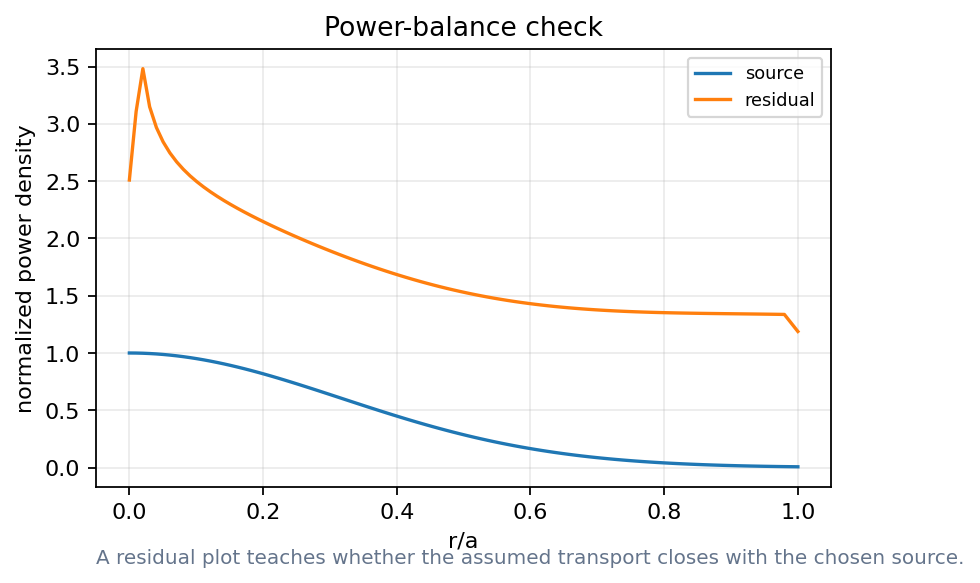 Power-balance check
normalized power density
3.5
3.0
2.5
2.0
1.5
1.0
0.5
0.0
source
residual
0.0 0.2 0.4 0.6 0.8 1.0
r/a
A residual plot teaches whether the assumed transport closes with the chosen source.